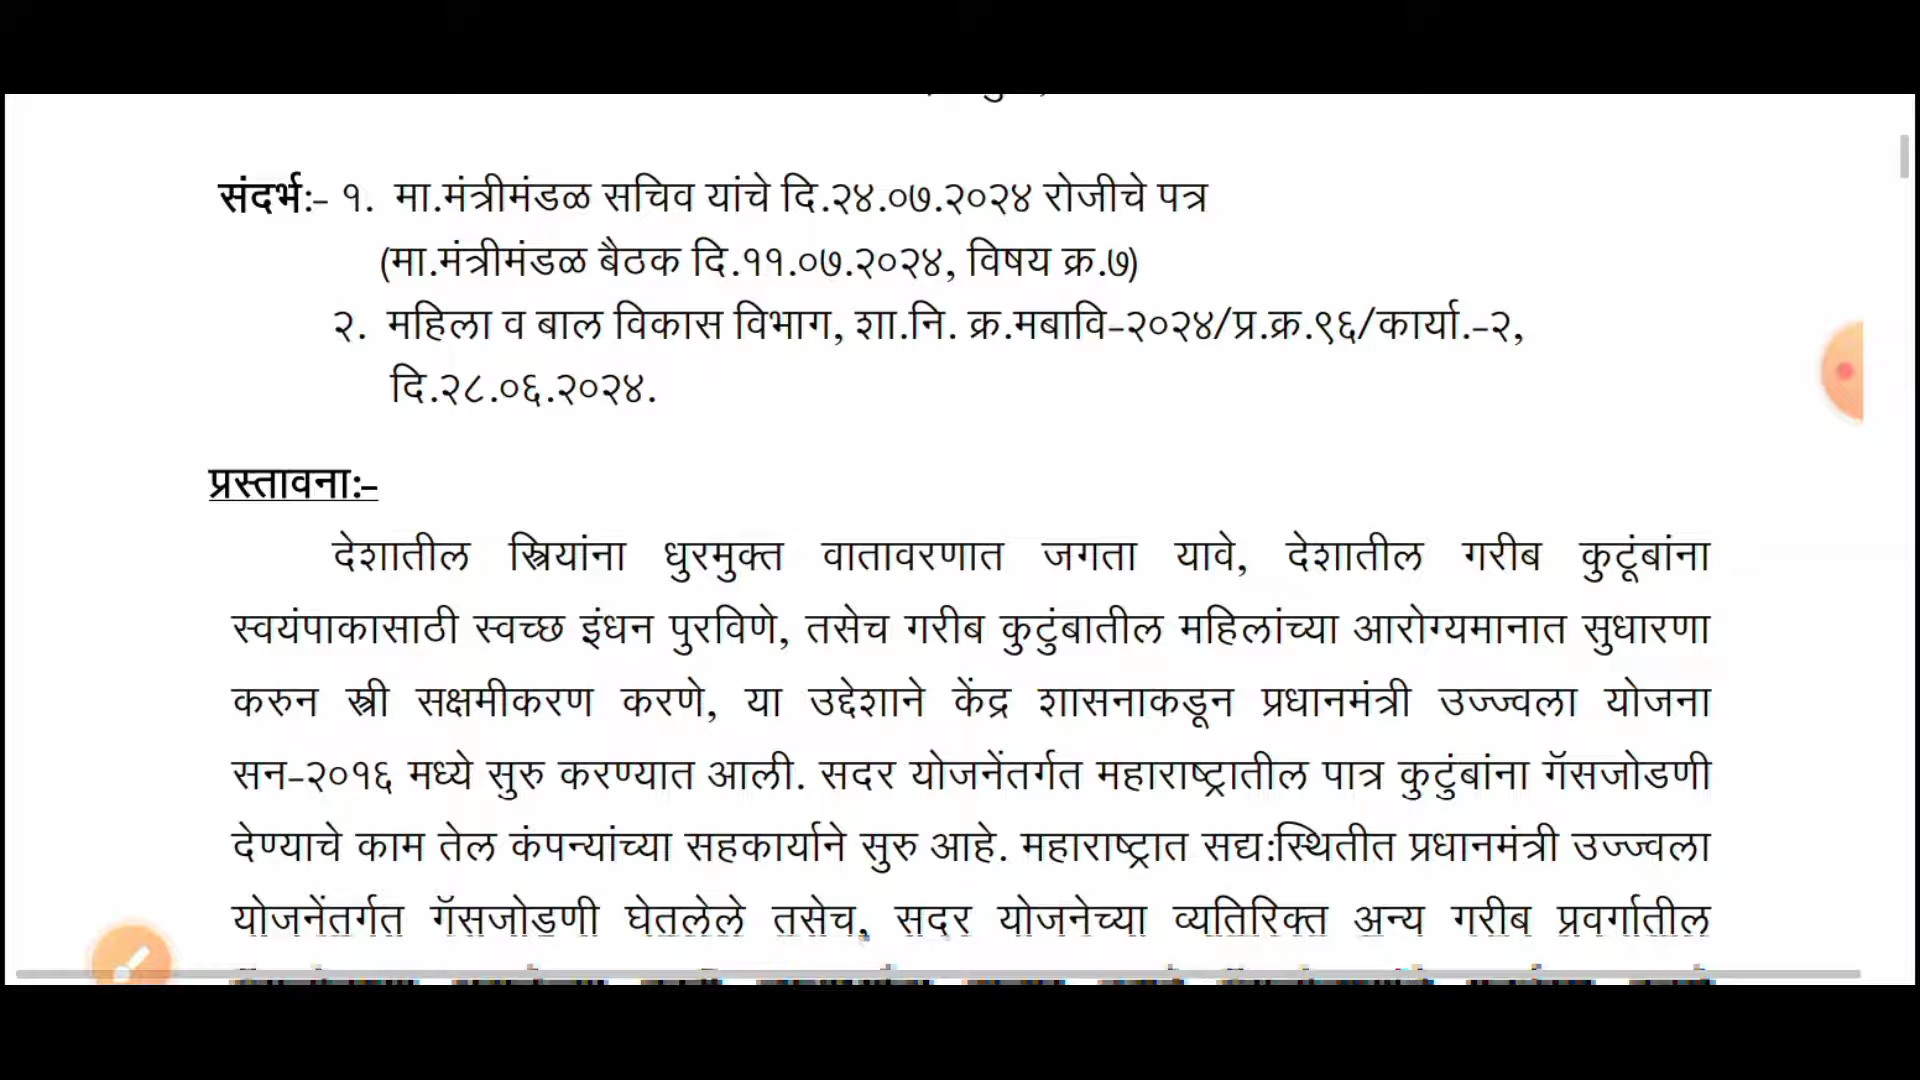 संदर्भः- १. मा.मंत्रीमंडळ सचिव यांचे दि.२४.०७.२०२४ रोजीचे पत्र
(मा.मंत्रीमंडळ बैठक दि.११.०७.२०२४, विषय क्र.७)
२. महिला व बाल विकास विभाग, शा.नि. क्र.मबावि-२०२४/प्र.क्र.९६/कार्या.-२,
दि.२८.०६.२०२४.
प्रस्तावनाः-
देशातील स्त्रियांना धुरमुक्त वातावरणात जगता यावे, देशातील गरीब कुटूंबांना
स्वयंपाकासाठी स्वच्छ इंधन पुरविणे, तसेच गरीब कुटुंबातील महिलांच्या आरोग्यमानात सुधारणा
करुन स्त्री सक्षमीकरण करणे, या उद्देशाने केंद्र शासनाकडून प्रधानमंत्री उज्ज्वला योजना
सन-२०१६ मध्ये सुरु करण्यात आली. सदर योजनेंतर्गत महाराष्ट्रातील पात्र कुटुंबांना गॅसजोडणी
देण्याचे काम तेल कंपन्यांच्या सहकार्याने सुरु आहे. महाराष्ट्रात सद्य:स्थितीत प्रधानमंत्री उज्ज्वला
योजनेंतर्गत गॅसजोडणी घेतलेले तसेच, सदर योजनेच्या व्यतिरिक्त अन्य गरीब प्रवर्गातील